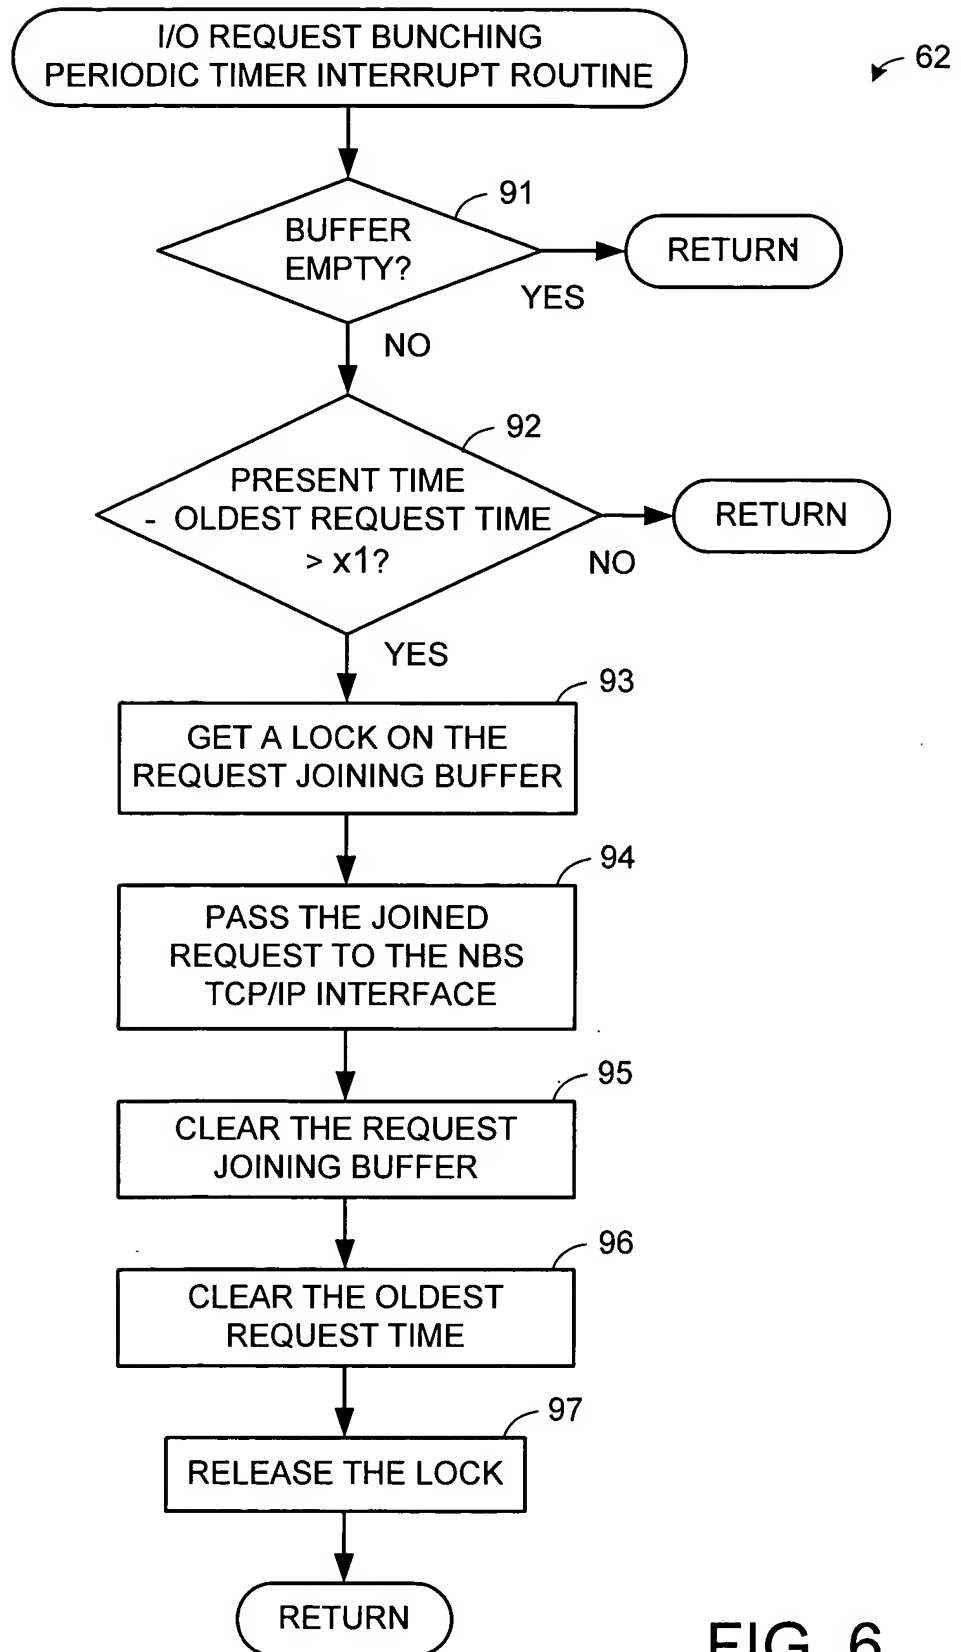 I/O REQUEST BUNCHING
PERIODIC TIMER INTERRUPT ROUTINE
62
91
BUFFER
EMPTY?
RETURN
YES
NO
92
PRESENT TIME
- OLDEST REQUEST TIME
> x1?
RETURN
NO
YES
93
GET A LOCK ON THE
REQUEST JOINING BUFFER
94
PASS THE JOINED
REQUEST TO THE NBS
TCP/IP INTERFACE
95
CLEAR THE REQUEST
JOINING BUFFER
96
CLEAR THE OLDEST
REQUEST TIME
97
RELEASE THE LOCK
RETURN
FIG. 6